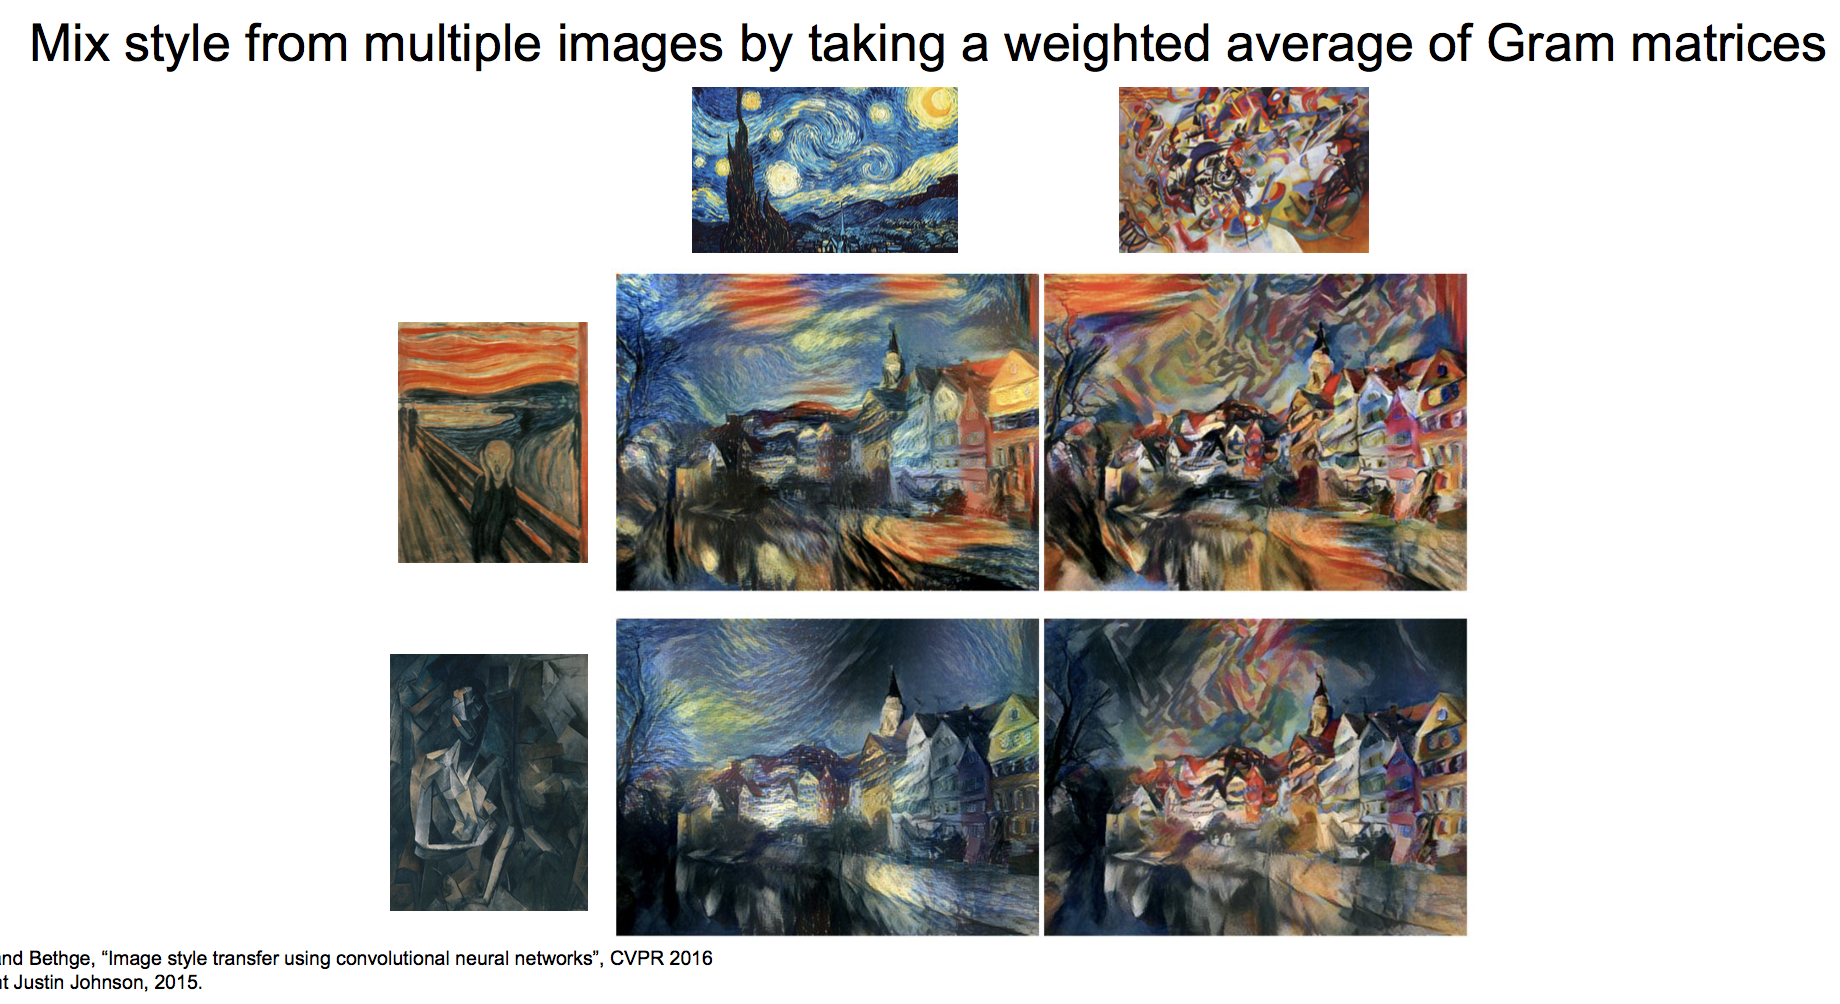 Mix style from multiple images by taking a weighted average of Gram matrices
and Bethge, “Image style transfer using convolutional neural networks”, CVPR 2016
Justin Johnson, 2015.